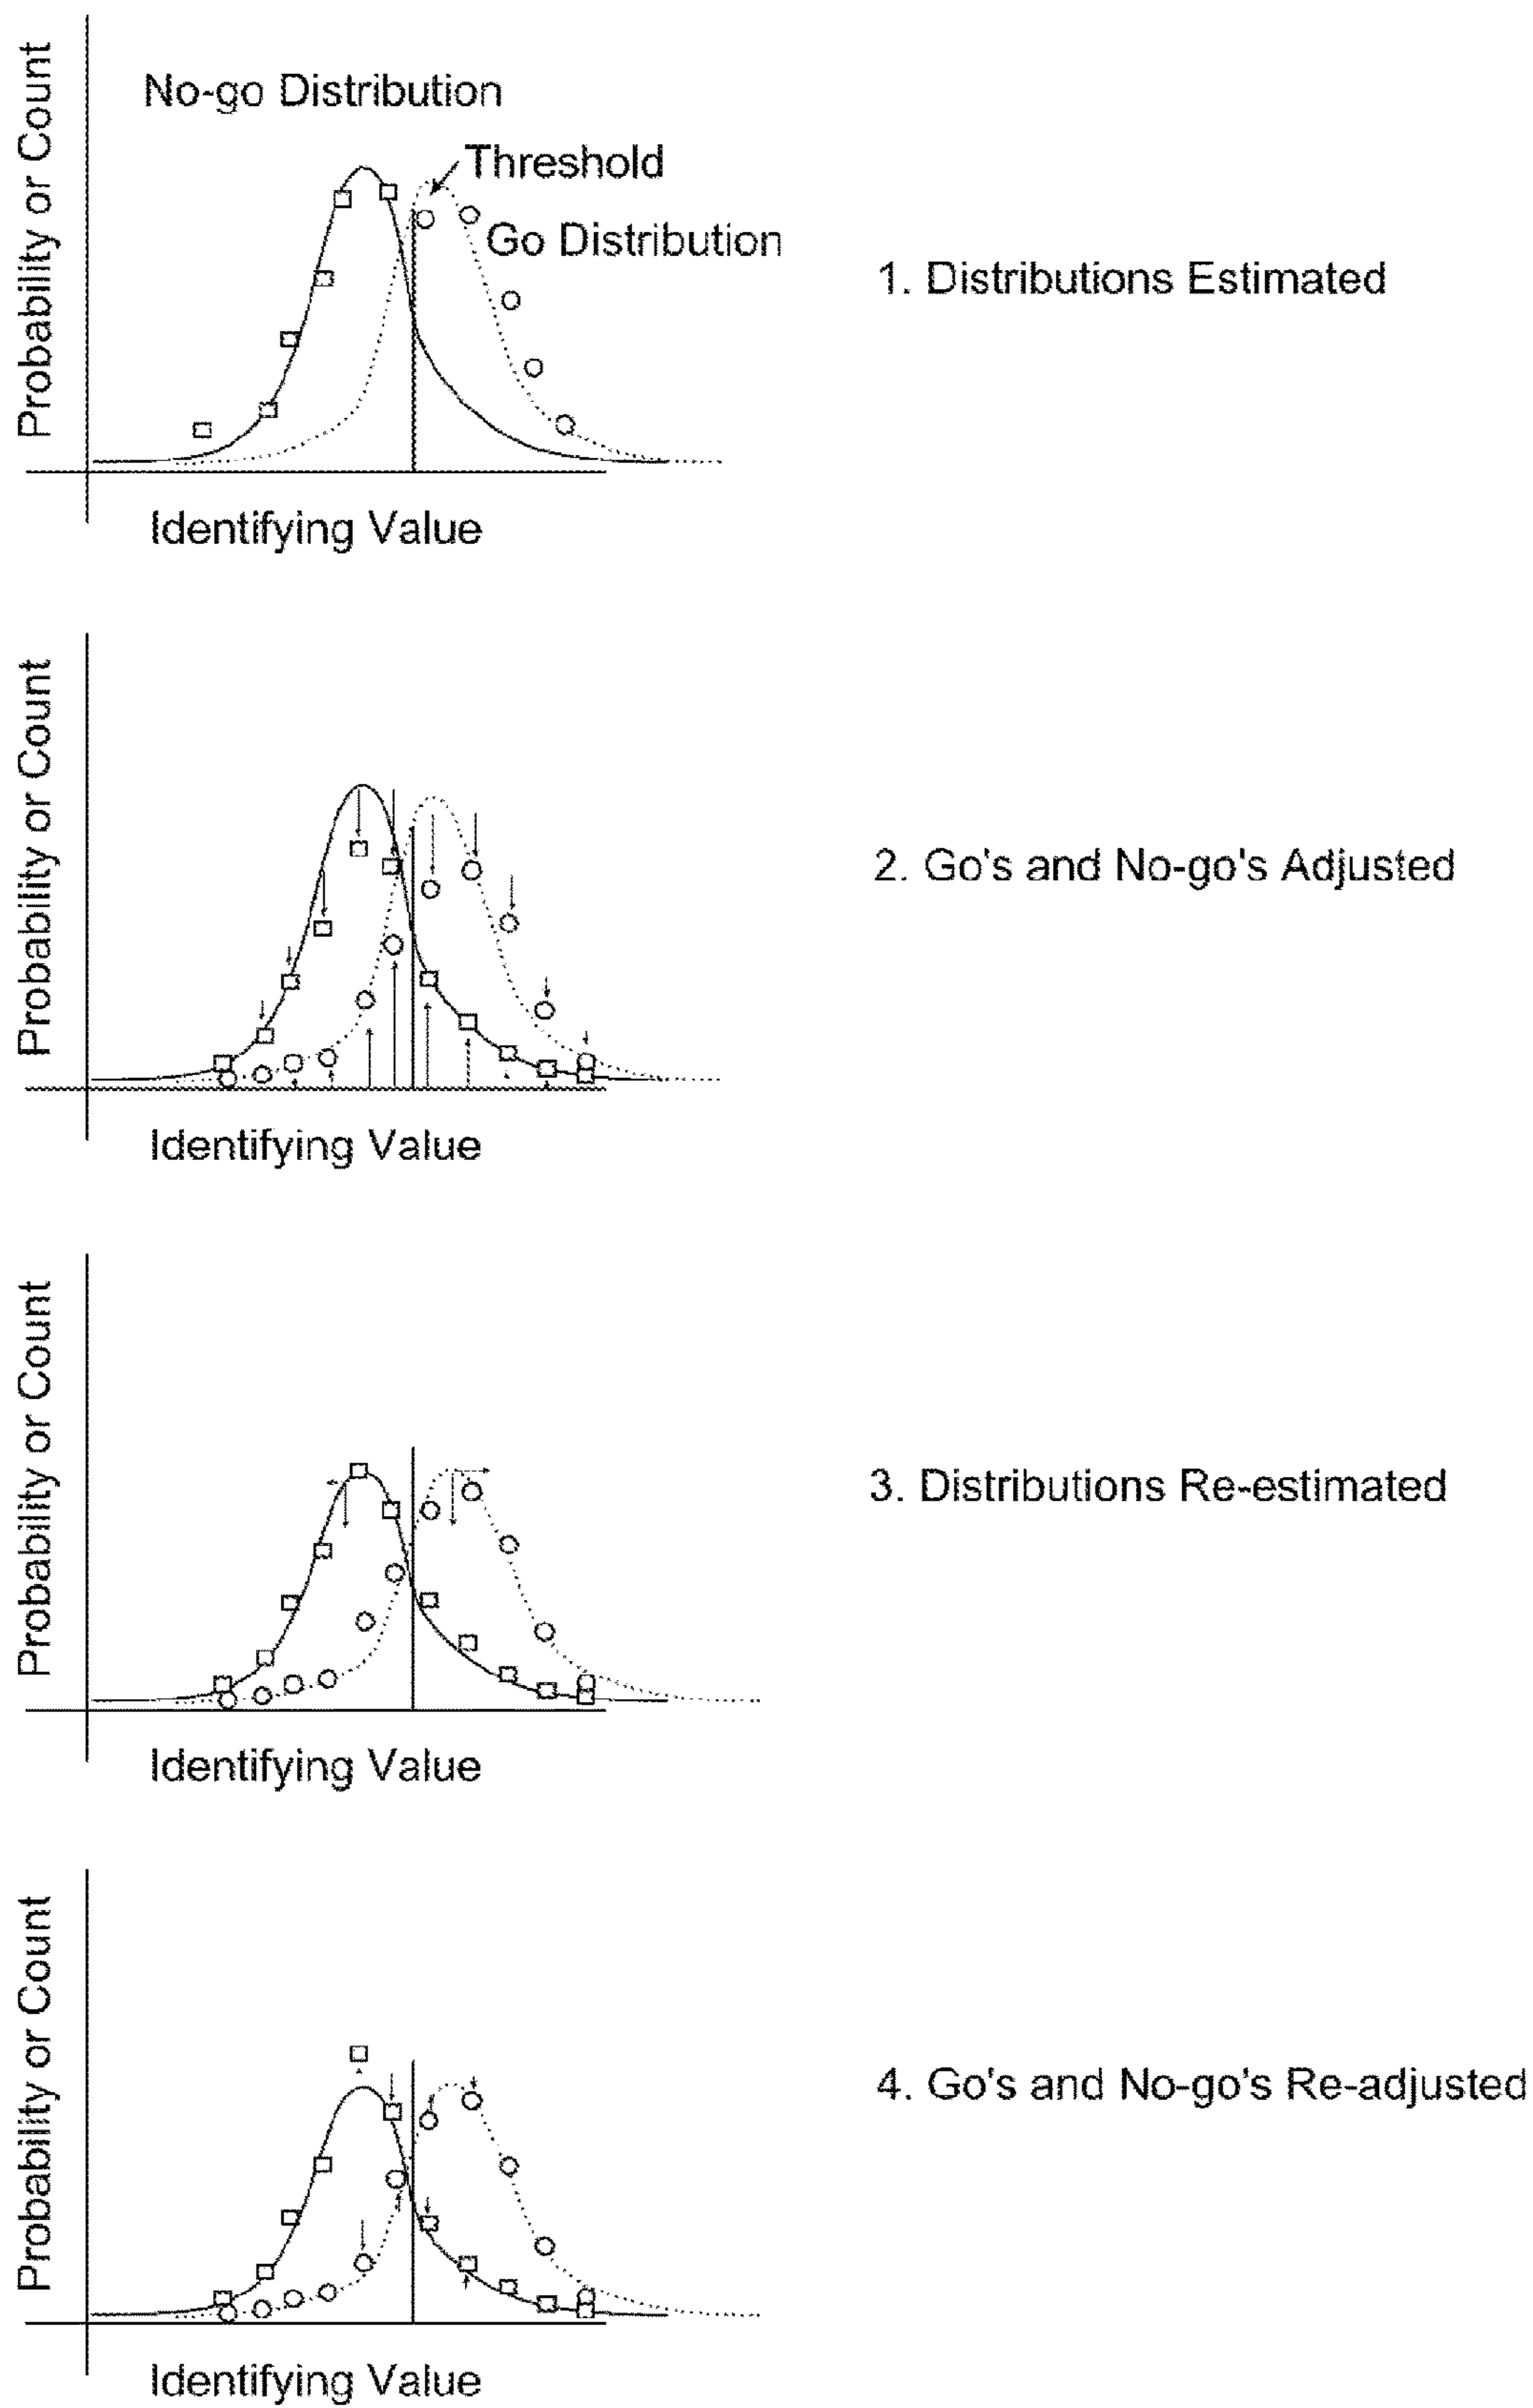 Probability or Count
No-go Distribution
Threshold
Go Distribution
1. Distributions Estimated
Identifying Value
Probability or Count
2. Go's and No-go's Adjusted
Identifying Value
Probability or Count
3. Distributions Re-estimated
Identifying Value
Probability or Count
4. Go's and No-go's Re-adjusted
Identifying Value